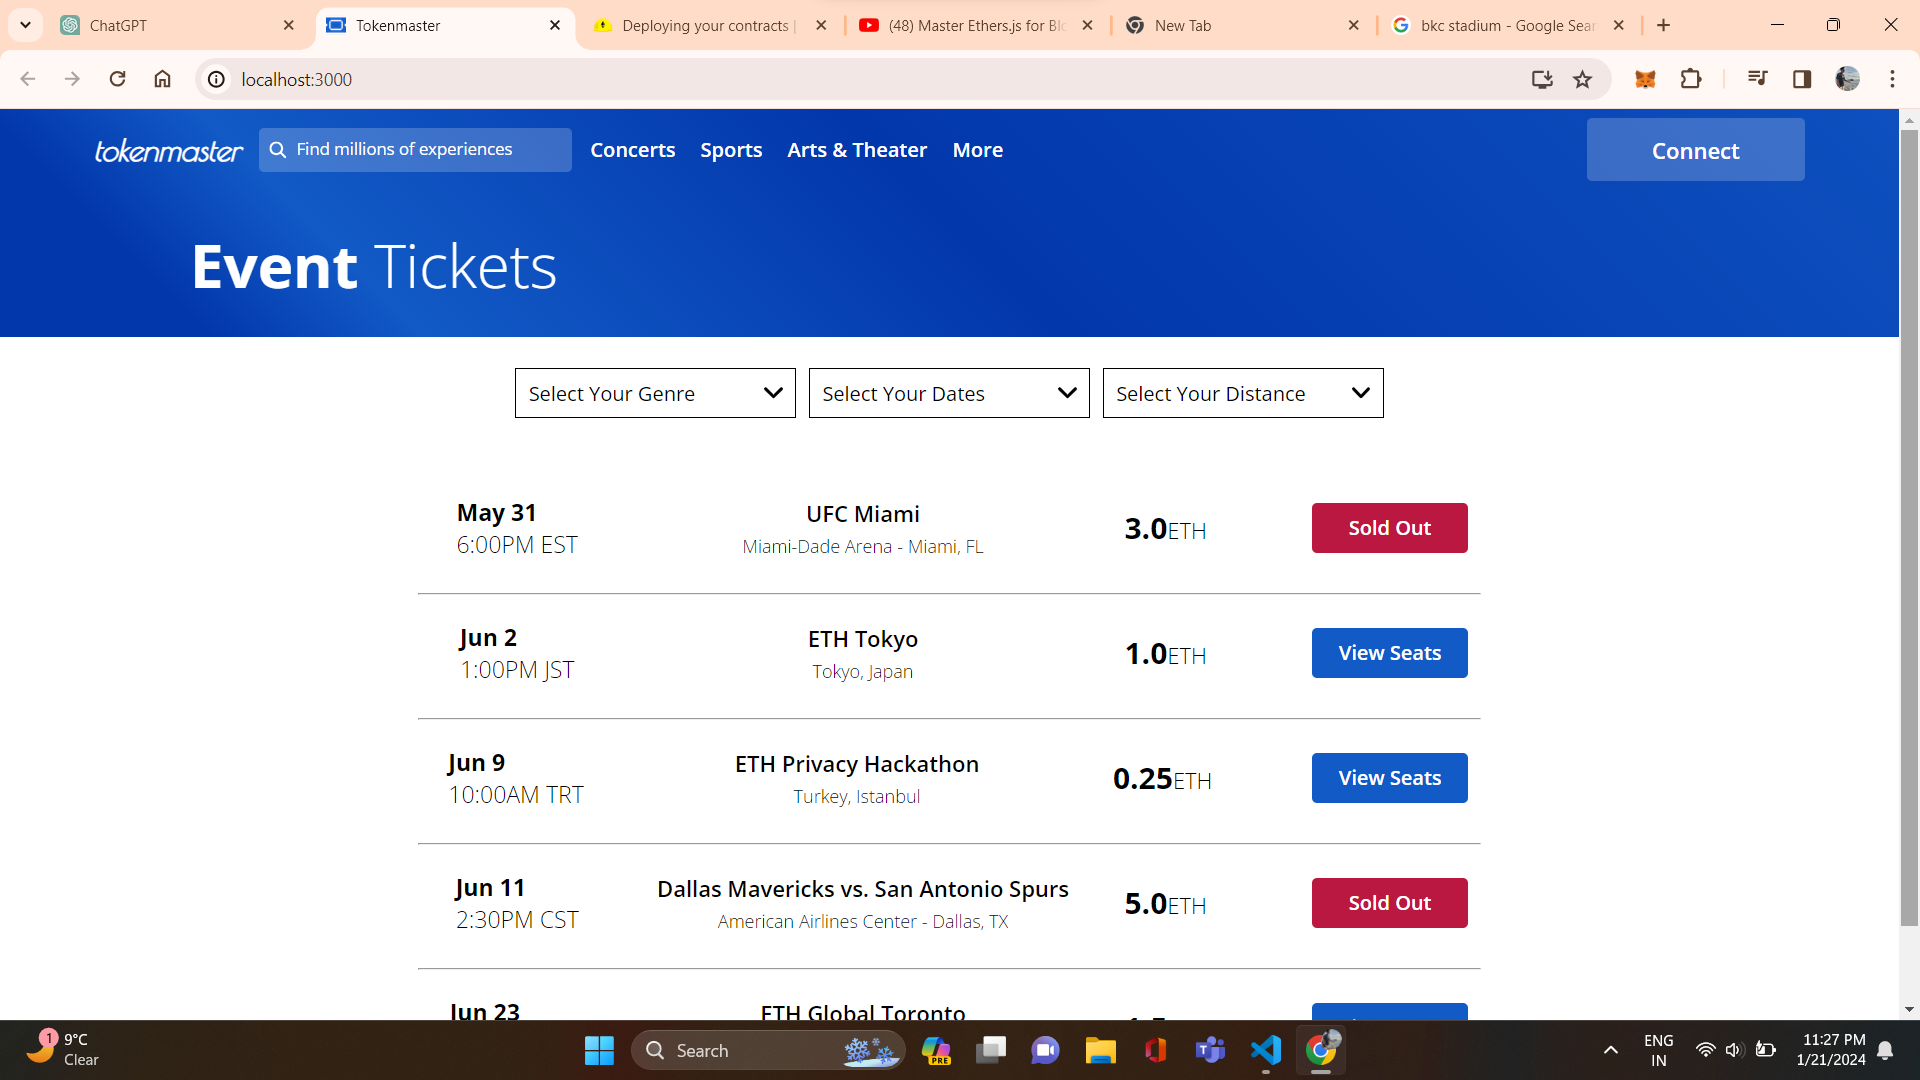 ChatGPT
Tokenmaster
Deploying your contracts |
(48) Master Ethers.js for Blo
New Tab
bkc stadium - Google Sear
localhost:3000
tokenmaster
Find millions of experiences
Concerts
Sports
Arts & Theater
More
Connect
Event Tickets
Select Your Genre
Select Your Dates
Select Your Distance
May 31
6:00PM EST
UFC Miami
Miami-Dade Arena - Miami, FL
3.0ETH
Sold Out
Jun 2
1:00PM JST
ETH Tokyo
Tokyo, Japan
1.0ETH
View Seats
Jun 9
10:00AM TRT
ETH Privacy Hackathon
Turkey, Istanbul
0.25ETH
View Seats
Jun 11
2:30PM CST
Dallas Mavericks vs. San Antonio Spurs
American Airlines Center - Dallas, TX
5.0ETH
Sold Out
Jun 23
ETH Global Toronto
1
9°C
Clear
Search
PRE
ENG
IN
11:27 PM
1/21/2024